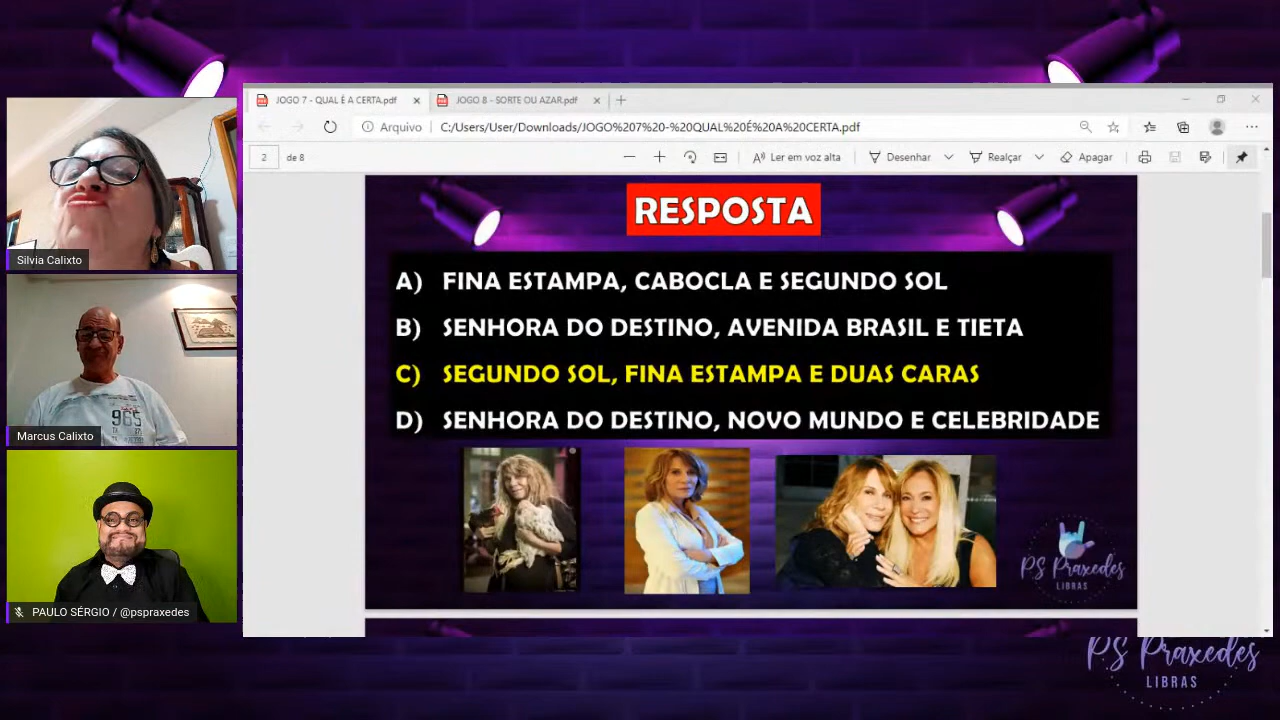 JOGO 7 - QUAL É A CERTA.pdf
JOGO 8 - SORTE OU AZAR.pdf
Arquivo
C:/Users/User/Downloads/JOGO%207%20-%20QUAL%20É%20A%20CERTA.pdf
2 de 8
Ler em voz alta
Desenhar
Realçar
Apagar
RESPOSTA
A) FINA ESTAMPA, CABOCLA E SEGUNDO SOL
B) SENHORA DO DESTINO, AVENIDA BRASIL E TIETA
C) SEGUNDO SOL, FINA ESTAMPA E DUAS CARAS
D) SENHORA DO DESTINO, NOVO MUNDO E CELEBRIDADE
PS Praxedes
LIBRAS
Silvia Calixto
965
Marcus Calixto
PAULO SÉRGIO / @pspraxedes
PS Praxedes
LIBRAS